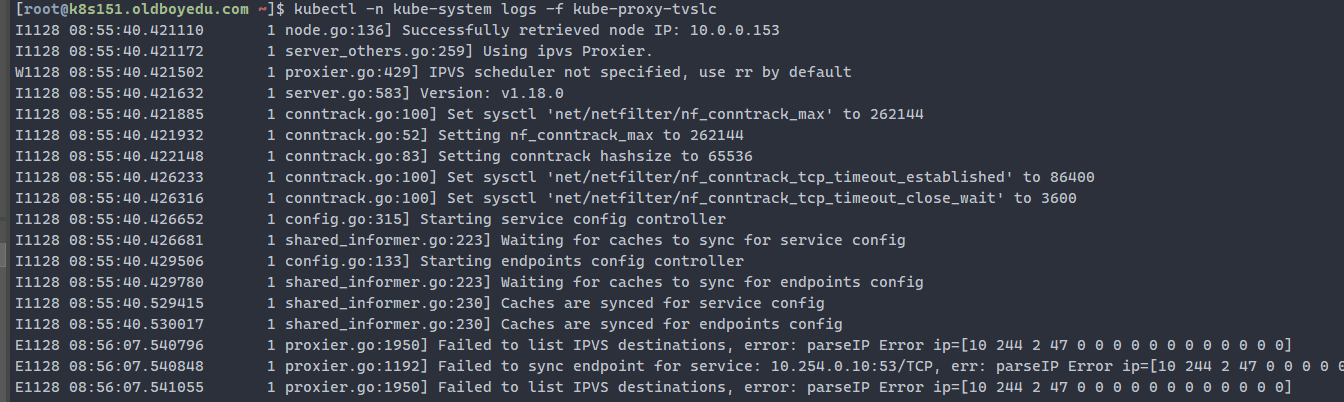 [root@k8s151.oldboyedu.com ~]$ kubectl -n kube-system logs -f kube-proxy-tvslc
I1128 08:55:40.421110       1 node.go:136] Successfully retrieved node IP: 10.0.0.153
I1128 08:55:40.421172       1 server_others.go:259] Using ipvs Proxier.
W1128 08:55:40.421502       1 proxier.go:429] IPVS scheduler not specified, use rr by default
I1128 08:55:40.421632       1 server.go:583] Version: v1.18.0
I1128 08:55:40.421885       1 conntrack.go:100] Set sysctl 'net/netfilter/nf_conntrack_max' to 262144
I1128 08:55:40.421932       1 conntrack.go:52] Setting nf_conntrack_max to 262144
I1128 08:55:40.422148       1 conntrack.go:83] Setting conntrack hashsize to 65536
I1128 08:55:40.426233       1 conntrack.go:100] Set sysctl 'net/netfilter/nf_conntrack_tcp_timeout_established' to 86400
I1128 08:55:40.426316       1 conntrack.go:100] Set sysctl 'net/netfilter/nf_conntrack_tcp_timeout_close_wait' to 3600
I1128 08:55:40.426652       1 config.go:315] Starting service config controller
I1128 08:55:40.426681       1 shared_informer.go:223] Waiting for caches to sync for service config
I1128 08:55:40.429506       1 config.go:133] Starting endpoints config controller
I1128 08:55:40.429780       1 shared_informer.go:223] Waiting for caches to sync for endpoints config
I1128 08:55:40.529415       1 shared_informer.go:230] Caches are synced for service config
I1128 08:55:40.530017       1 shared_informer.go:230] Caches are synced for endpoints config
E1128 08:56:07.540796       1 proxier.go:1950] Failed to list IPVS destinations, error: parseIP Error ip=[10 244 2 47 0 0 0 0 0 0 0 0 0 0 0 0]
E1128 08:56:07.540848       1 proxier.go:1192] Failed to sync endpoint for service: 10.254.0.10:53/TCP, err: parseIP Error ip=[10 244 2 47 0 0 0 0 0
E1128 08:56:07.541055       1 proxier.go:1950] Failed to list IPVS destinations, error: parseIP Error ip=[10 244 2 47 0 0 0 0 0 0 0 0 0 0 0 0]